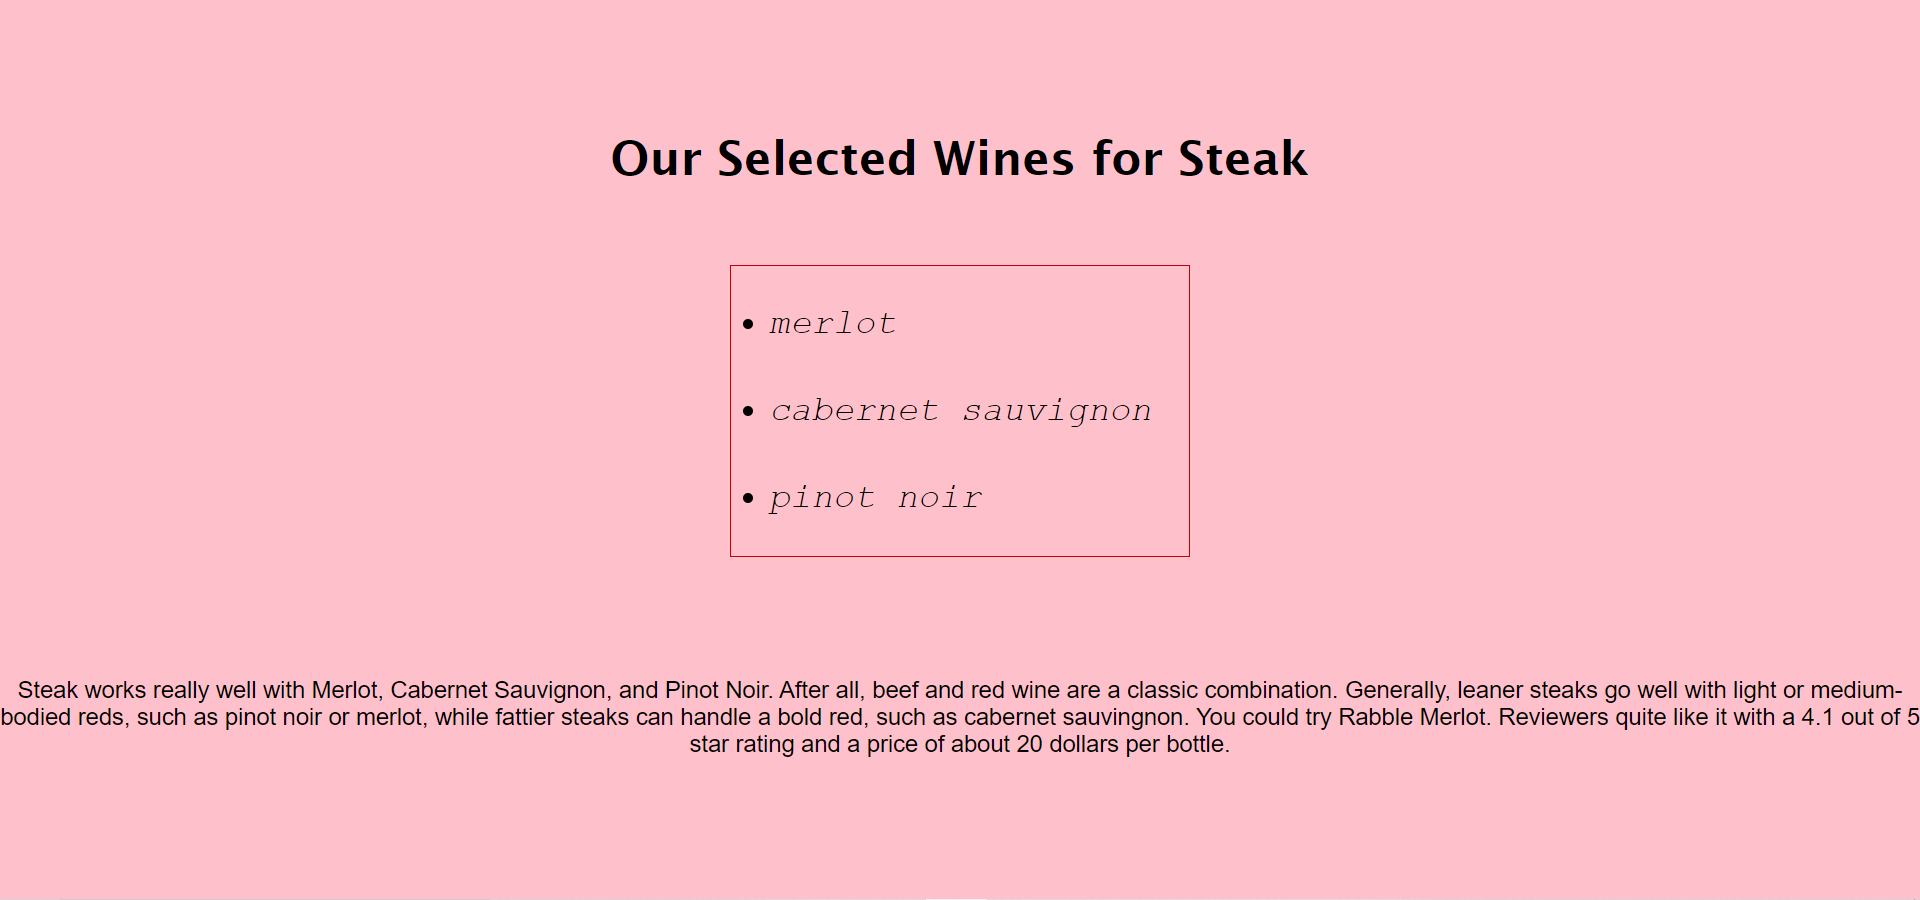 Our Selected Wines for Steak
merlot
cabernet sauvignon
pinot noir
Steak works really well with Merlot, Cabernet Sauvignon, and Pinot Noir. After all, beef and red wine are a classic combination. Generally, leaner steaks go well with light or medium-
bodied reds, such as pinot noir or merlot, while fattier steaks can handle a bold red, such as cabernet sauvingnon. You could try Rabble Merlot. Reviewers quite like it with a 4.1 out of 5
star rating and a price of about 20 dollars per bottle.